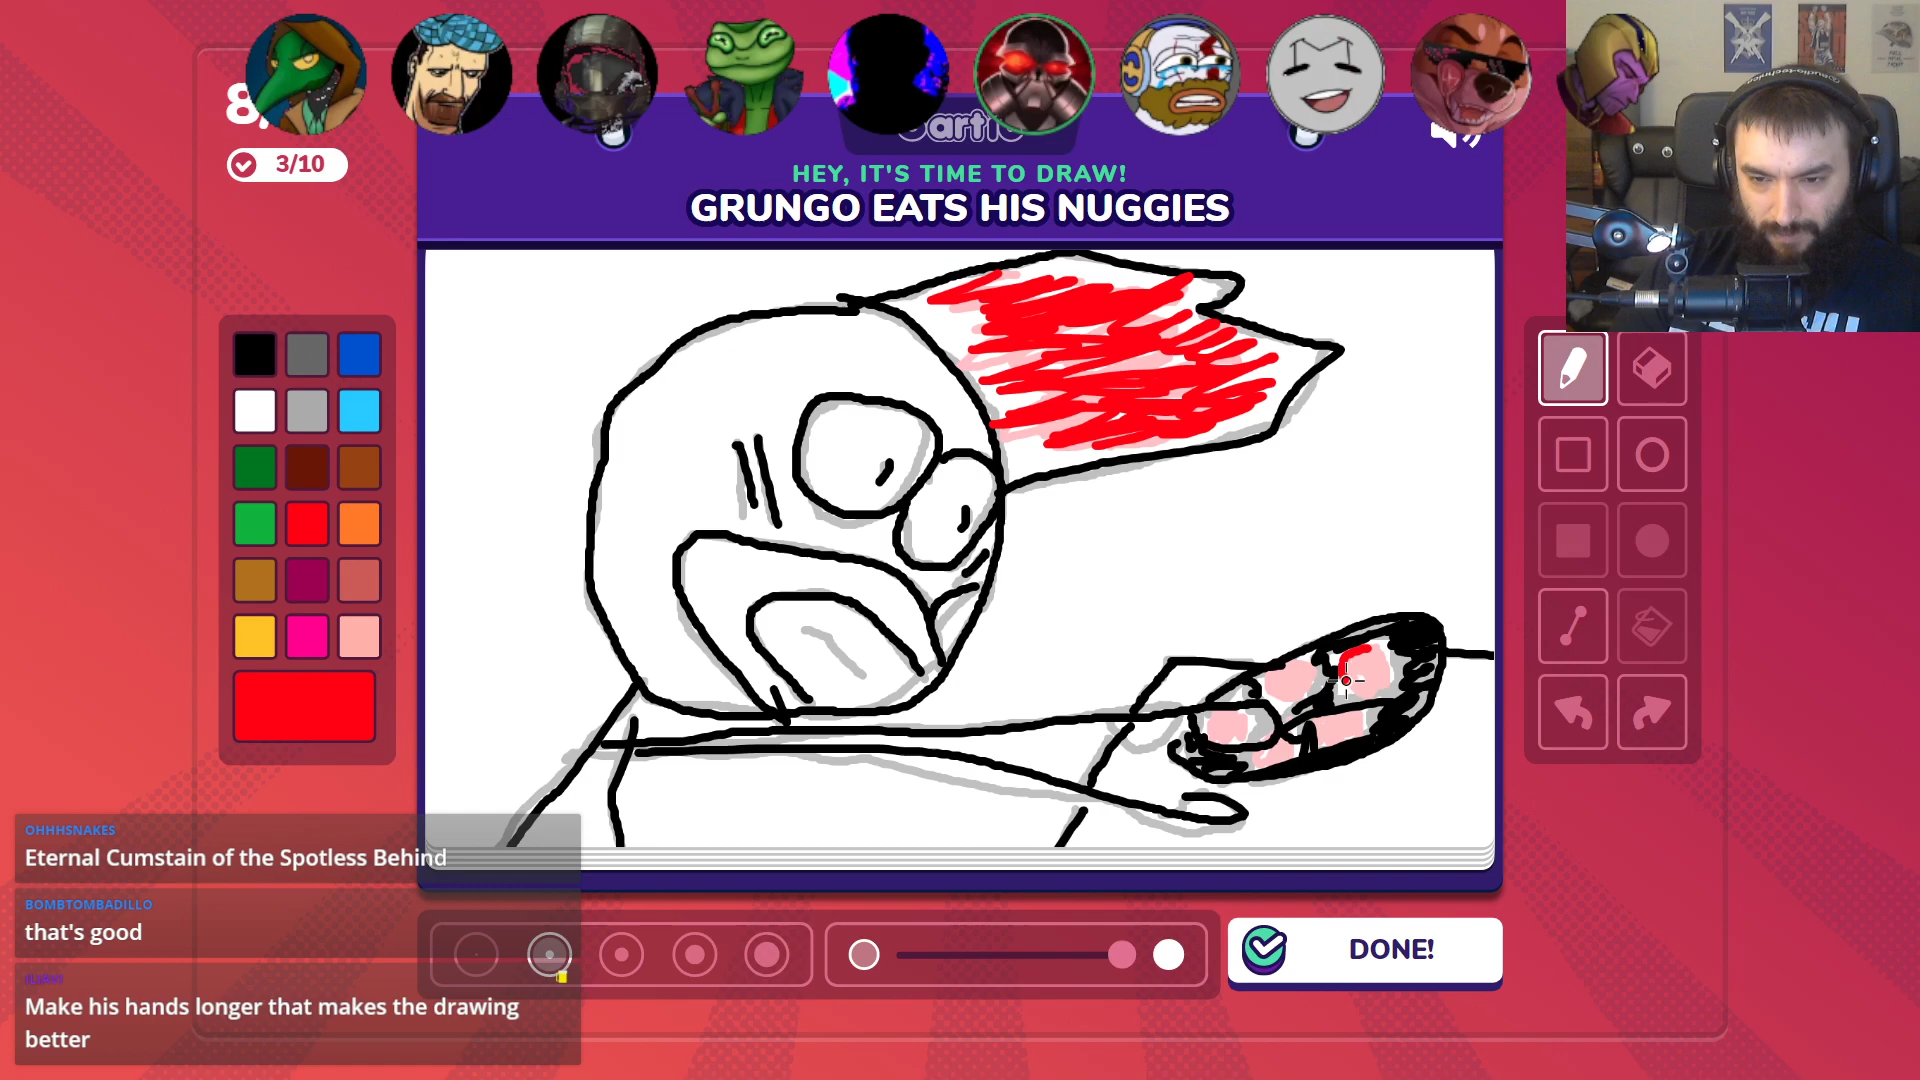 3/10
HEY, IT'S TIME TO DRAW!
GRUNGO EATS HIS NUGGIES
OHHHSNAKES
Eternal Cumstain of the Spotless Behind
BOMBTOMBADILLO
that's good
Make his hands longer that makes the drawing
better
DONE!